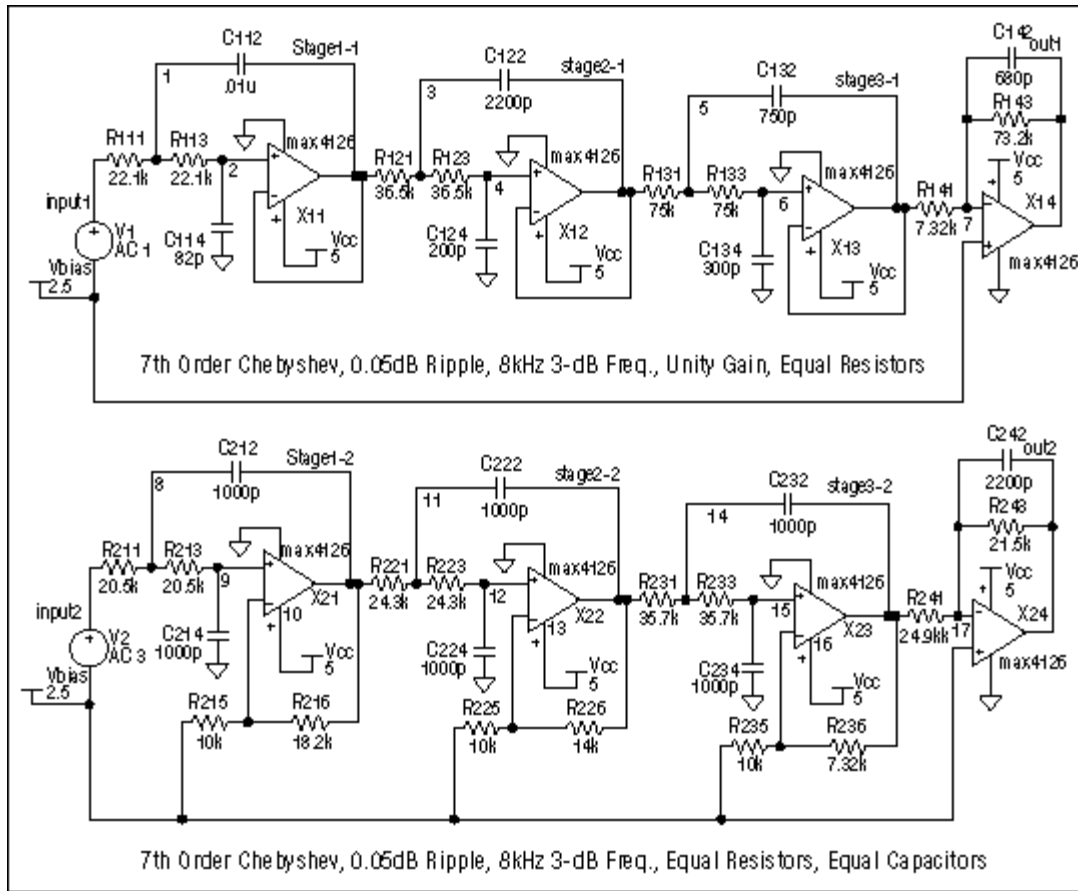 C112
.01u
Stage1-1
1
C122
2200p
stage2-1
3
C132
750p
stage3-1
5
C142
out1
680p
R143
73.2k
R111
22.1k
R113
22.1k
2
max4126
X11
Vcc
5
C114
82p
R121
36.5k
R123
36.5k
4
max4126
X12
Vcc
5
C124
200p
R131
75k
R133
75k
6
max4126
X13
Vcc
5
C134
300p
R141
7.32k
7
Vcc
5
X14
max4126
input1
V1
AC 1
Vbias
2.5
7th Order Chebyshev, 0.05dB Ripple, 8kHz 3-dB Freq., Unity Gain, Equal Resistors
C212
1000p
Stage1-2
8
C222
1000p
stage2-2
11
C232
1000p
stage3-2
14
C242
out2
2200p
R243
21.5k
R211
20.5k
R213
20.5k
9
max4126
10
X21
Vcc
5
C214
1000p
R221
24.3k
R223
24.3k
12
max4126
13
X22
Vcc
5
C224
1000p
R231
35.7k
R233
35.7k
15
max4126
16
X23
Vcc
5
C234
1000p
R241
24.9kk
17
Vcc
5
X24
max4126
input2
V2
AC 3
Vbias
2.5
R215
10k
R216
18.2k
R225
10k
R226
14k
R235
10k
R236
7.32k
7th Order Chebyshev, 0.05dB Ripple, 8kHz 3-dB Freq., Equal Resistors, Equal Capacitors